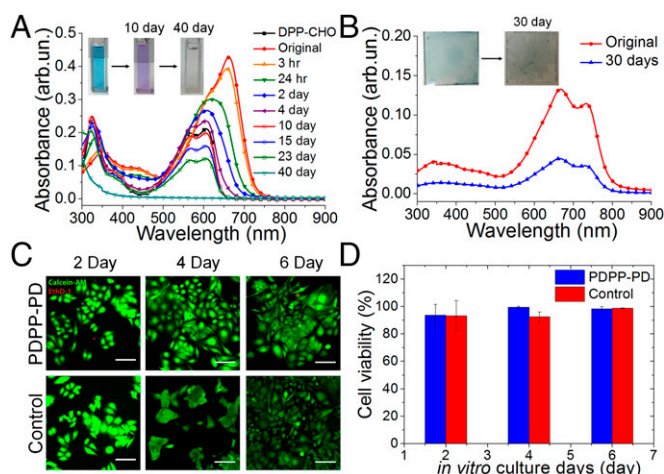 A
10 day
40 day
DPP-CHO
Original
3 hr
24 hr
2 day
4 day
10 day
15 day
23 day
40 day
Absorbance (arb.un.)
0.5
0.4
0.3
0.2
0.1
0.0
300 400 500 600 700 800 900
Wavelength (nm)
B
30 day
Original
30 days
Absorbance (arb.un.)
0.20
0.15
0.10
0.05
0.00
300 400 500 600 700 800 900
Wavelength (nm)
C
2 Day 4 Day 6 Day
Calcein-AM
EthD-1
PDPP-PD
Control
D
PDPP-PD
Control
Cell viability (%)
120
100
80
60
40
20
0
1 2 3 4 5 6 7
in vitro culture days (day)